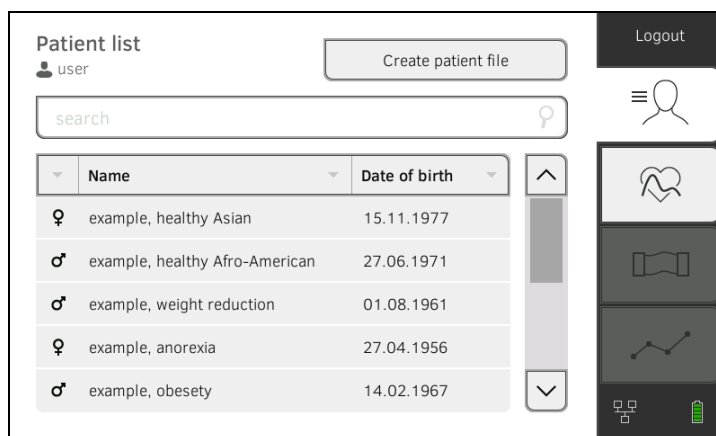 Patient list
user
Create patient file
Logout
search
Name Date of birth
♀ example, healthy Asian 15.11.1977
♂ example, healthy Afro-American 27.06.1971
♂ example, weight reduction 01.08.1961
♀ example, anorexia 27.04.1956
♂ example, obesety 14.02.1967